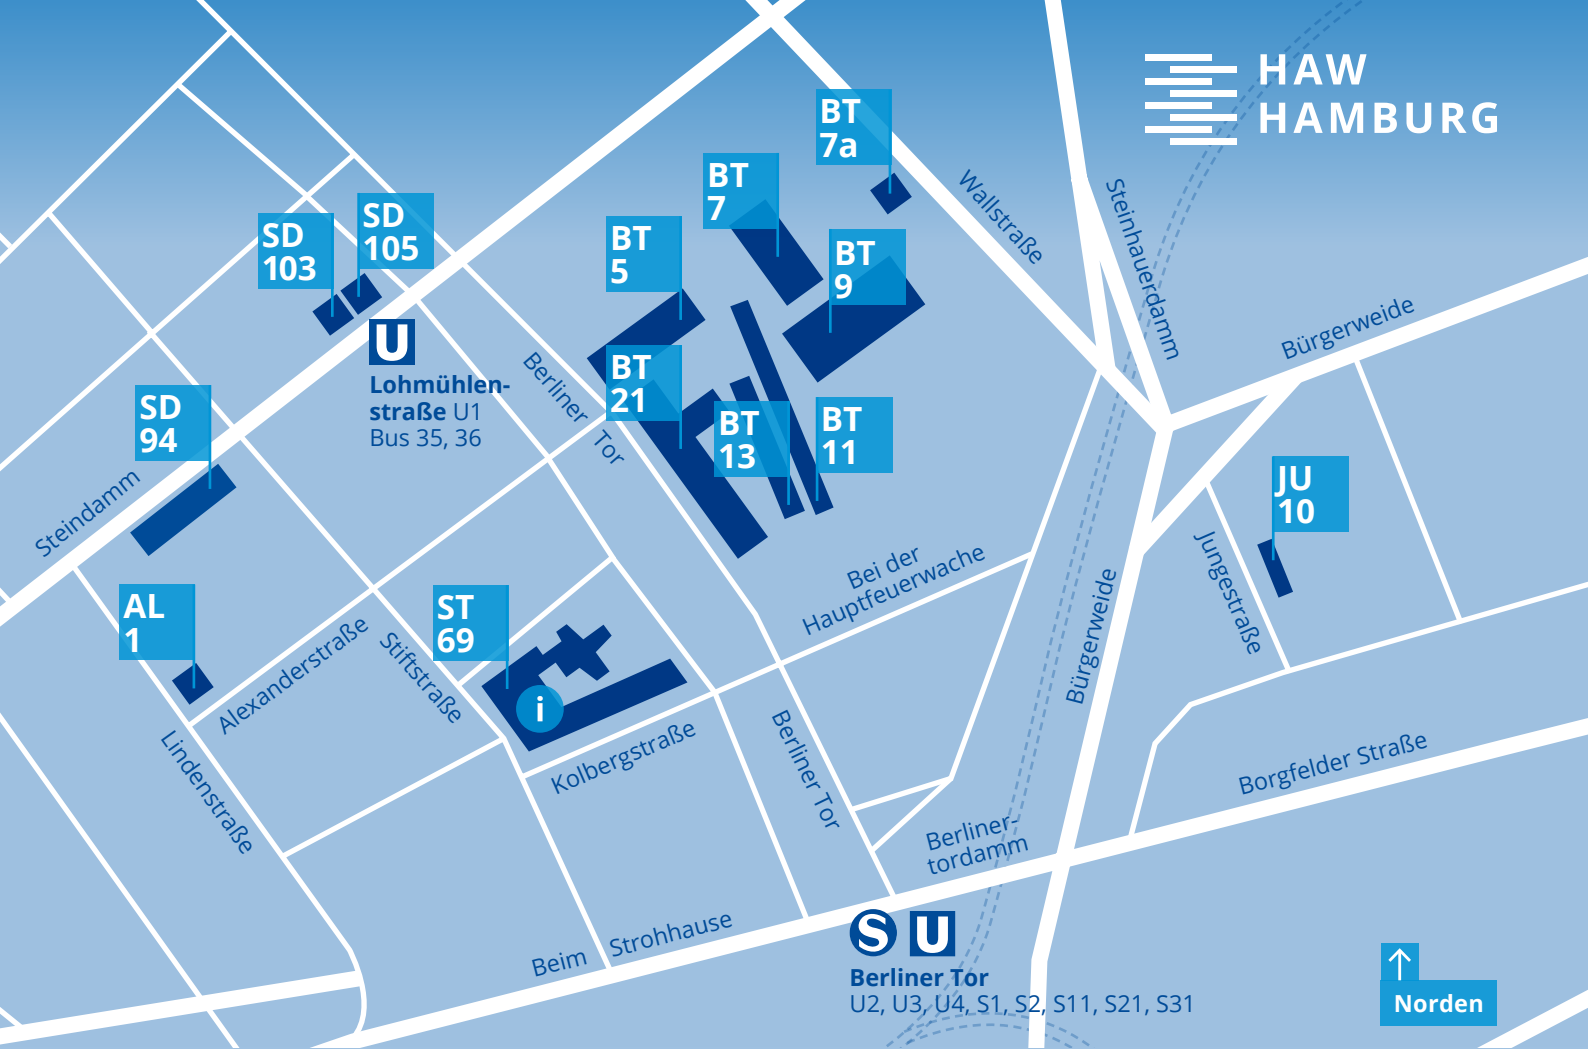 HAW
HAMBURG
BT
7a
BT
7
Wallstraße
Steinhauerdamm
SD
105
SD
103
BT
5
BT
9
U
Lohmühlen-
straße U1
Bus 35, 36
Berliner Tor
BT
21
BT
13
BT
11
Bürgerweide
SD
94
Steindamm
JU
10
Jungestraße
Bei der
Hauptfeuerwache
Bürgerweide
AL
1
ST
69
i
Alexanderstraße
Stiftstraße
Lindenstraße
Kolbergstraße
Berliner Tor
Borgfelder Straße
Berliner-
tordamm
Beim Strohhause
S U
Berliner Tor
U2, U3, U4, S1, S2, S11, S21, S31
Norden